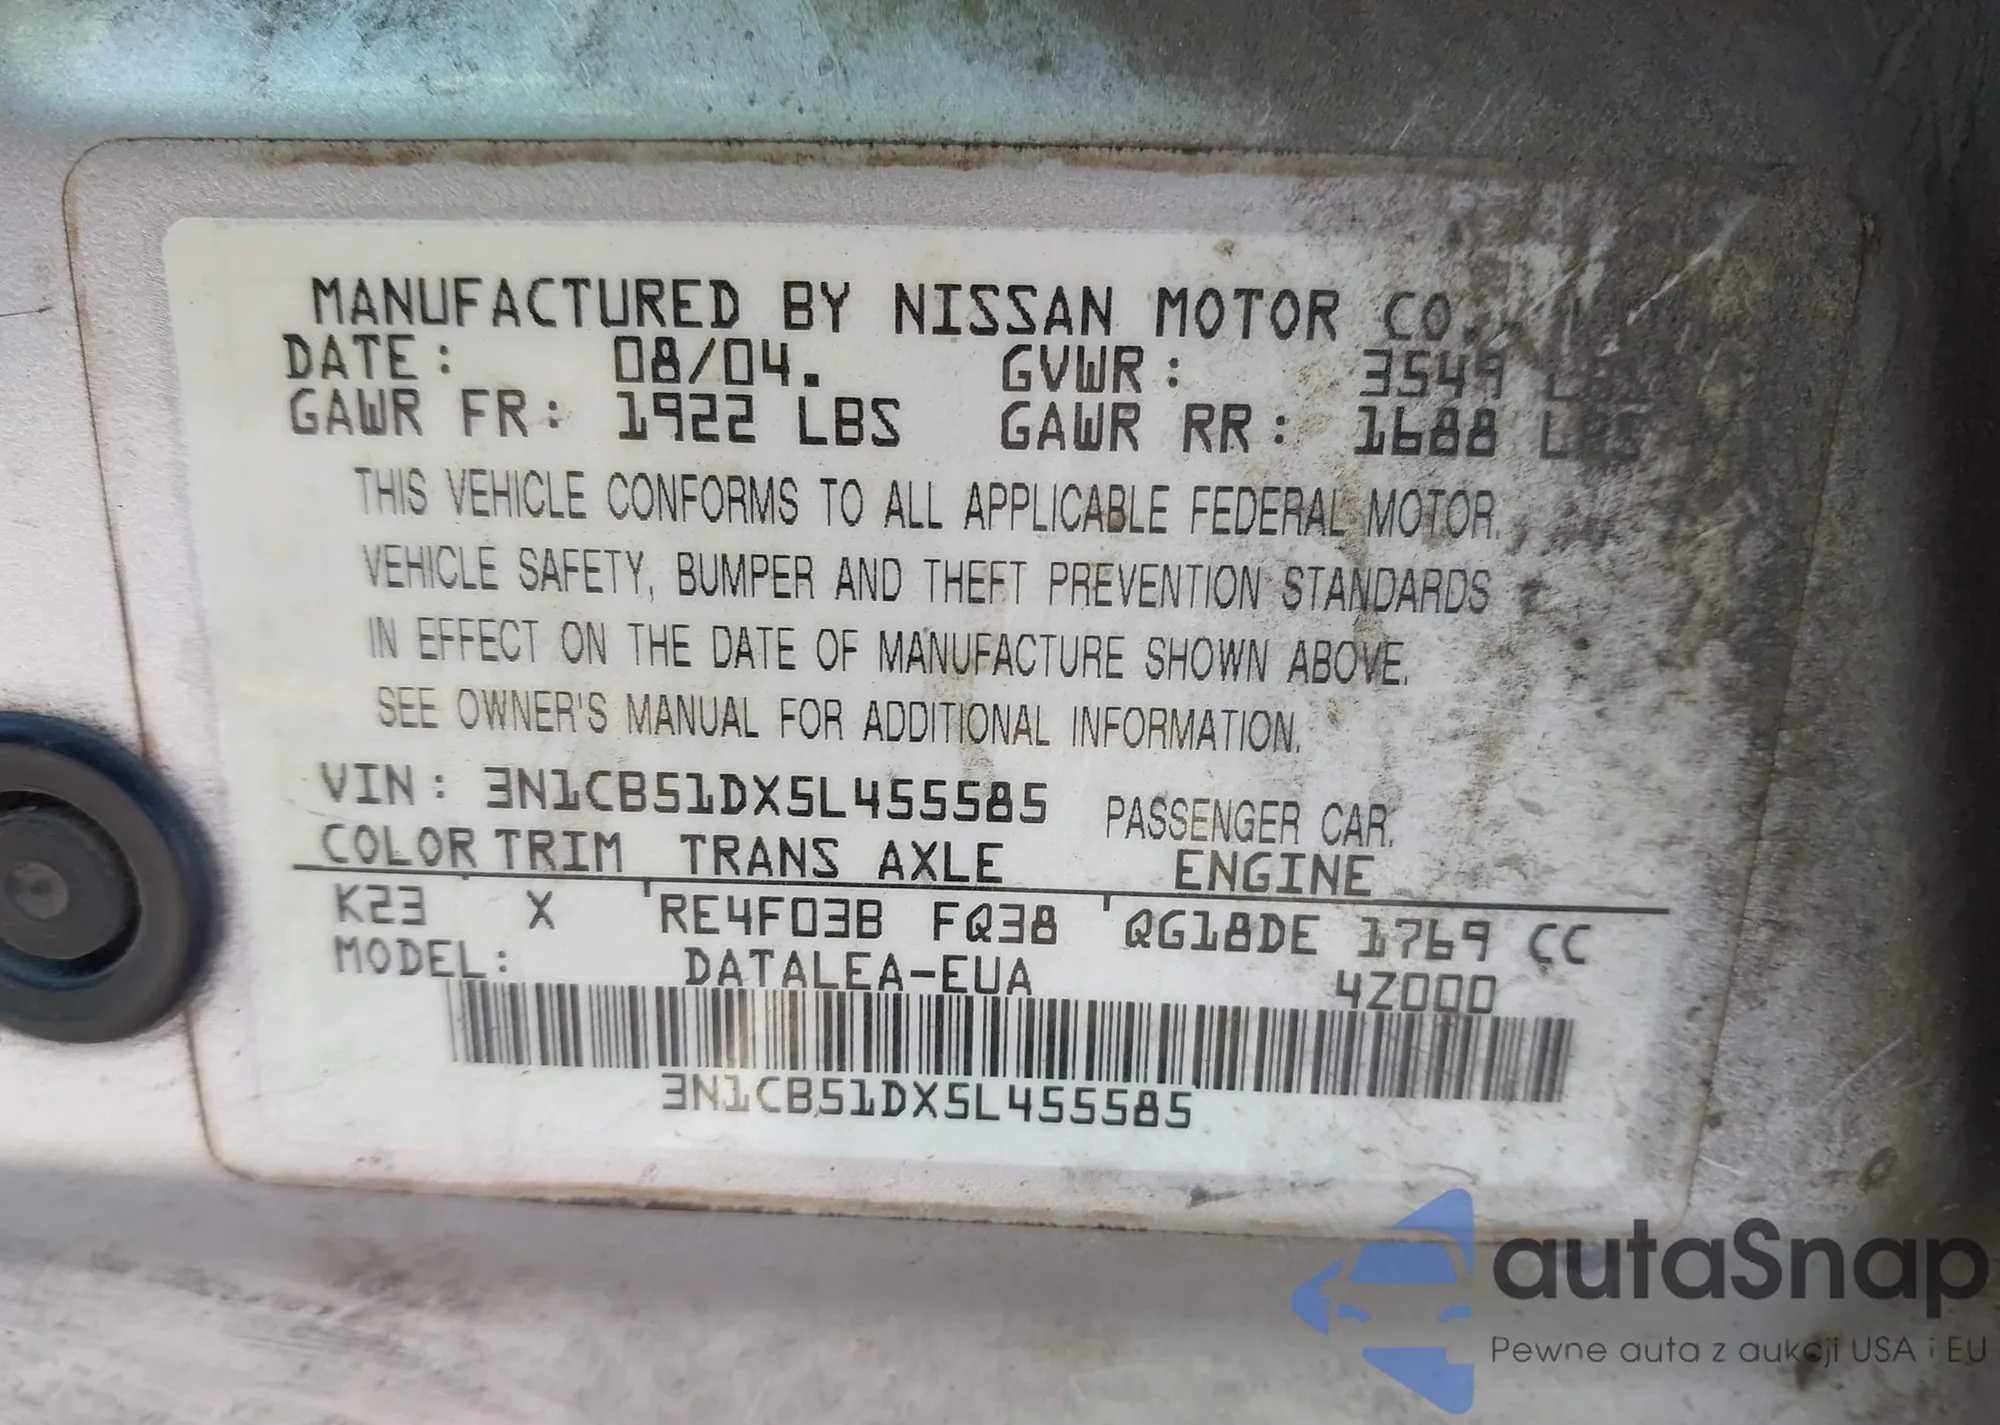 MANUFACTURED BY NISSAN MOTOR CO.,
DATE: 08/04. GVWR: 3549 LBS
GAWR FR: 1922 LBS GAWR RR: 1688 LBS
THIS VEHICLE CONFORMS TO ALL APPLICABLE FEDERAL MOTOR
VEHICLE SAFETY, BUMPER AND THEFT PREVENTION STANDARDS
IN EFFECT ON THE DATE OF MANUFACTURE SHOWN ABOVE.
SEE OWNER'S MANUAL FOR ADDITIONAL INFORMATION.
VIN: 3N1CB51DX5L455585 PASSENGER CAR.
COLOR TRIM TRANS AXLE ENGINE
K23 X RE4F03B FQ38 QG18DE 1769 CC
MODEL: DATALEA-EUA 4Z000
3N1CB51DX5L455585
autaSnap
Pewne auta z aukcji USA i EU